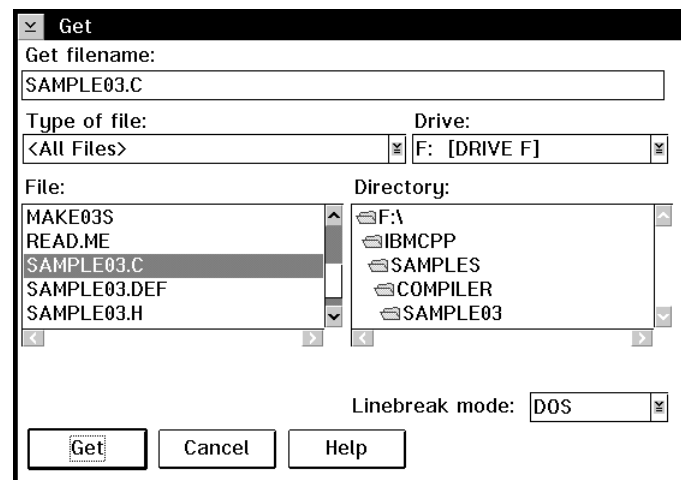 Get
Get filename:
SAMPLE03.C
Type of file: Drive:
<All Files> F: [DRIVE F]
File: Directory:
MAKE03S F:\
READ.ME IBMCPP
SAMPLE03.C SAMPLES
SAMPLE03.DEF COMPILER
SAMPLE03.H SAMPLE03
Linebreak mode: DOS
Get Cancel Help